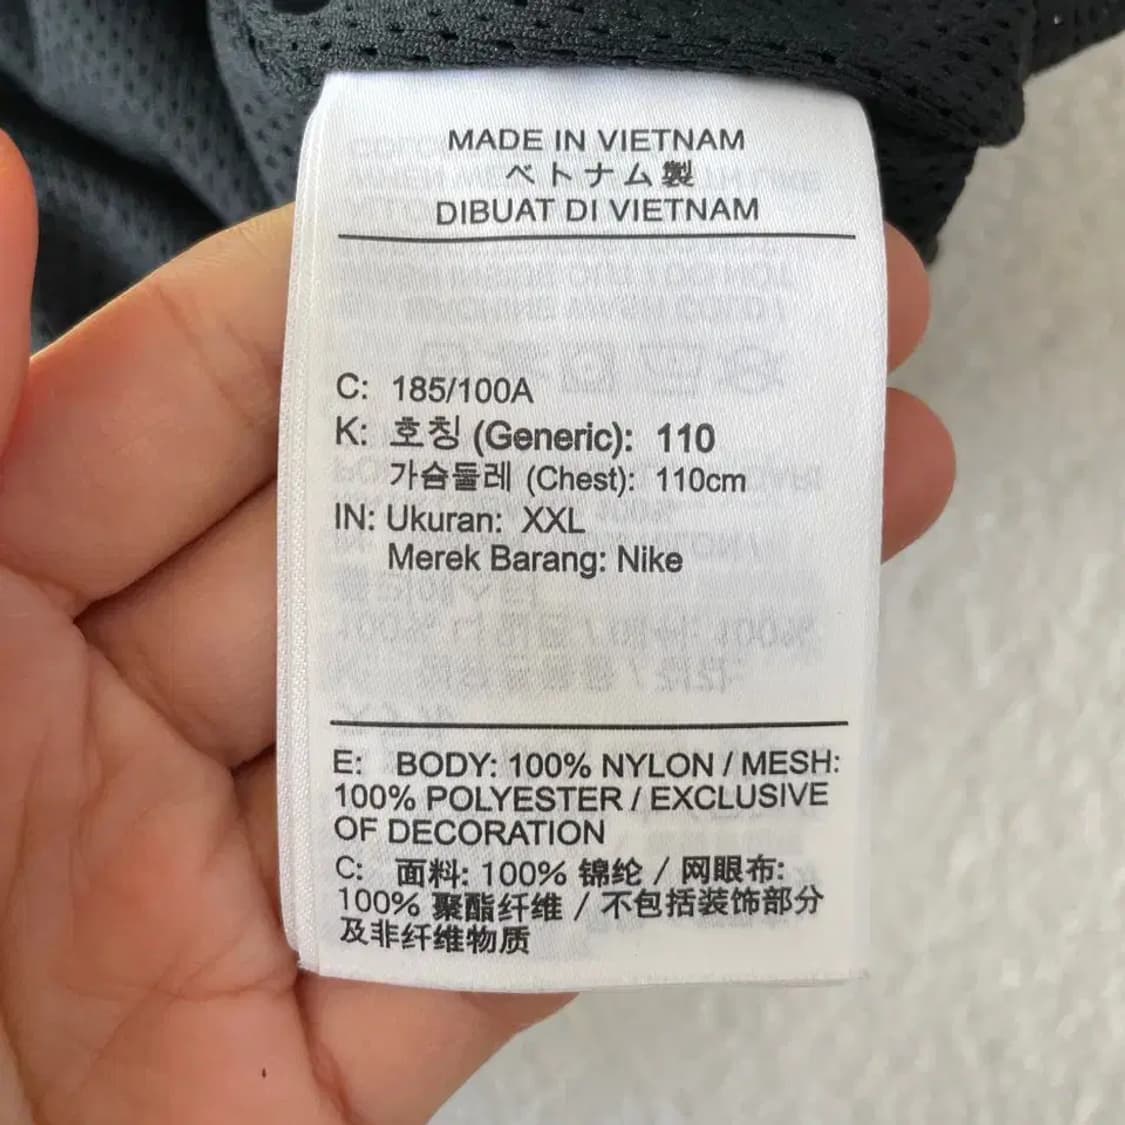 MADE IN VIETNAM
ベトナム製
DIBUAT DI VIETNAM
C: 185/100A
K: 호칭 (Generic): 110
가슴둘레 (Chest): 110cm
IN: Ukuran: XXL
Merek Barang: Nike
E: BODY: 100% NYLON / MESH:
100% POLYESTER / EXCLUSIVE
OF DECORATION
C: 面料: 100% 锦纶 / 网眼布:
100% 聚酯纤维 / 不包括装饰部分
及非纤维物质